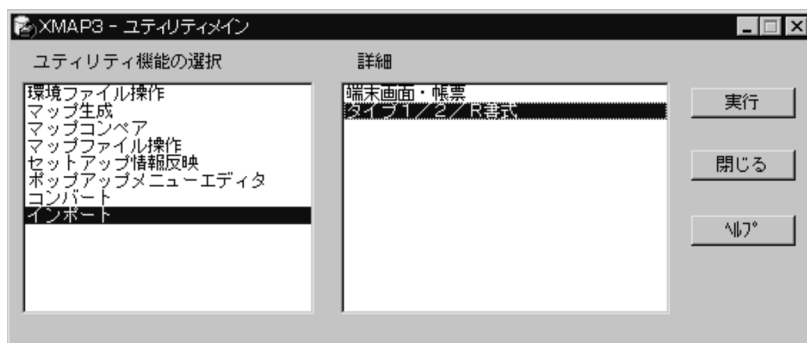 XMAP3 - ユティリティメイン
ユティリティ機能の選択
詳細
環境ファイル操作
マップ生成
マップコンペア
マップファイル操作
セットアップ情報反映
ポップアップメニューエディタ
コンバート
インポート
端末画面・帳票
タイプ1/2/R書式
実行
閉じる
ヘルプ